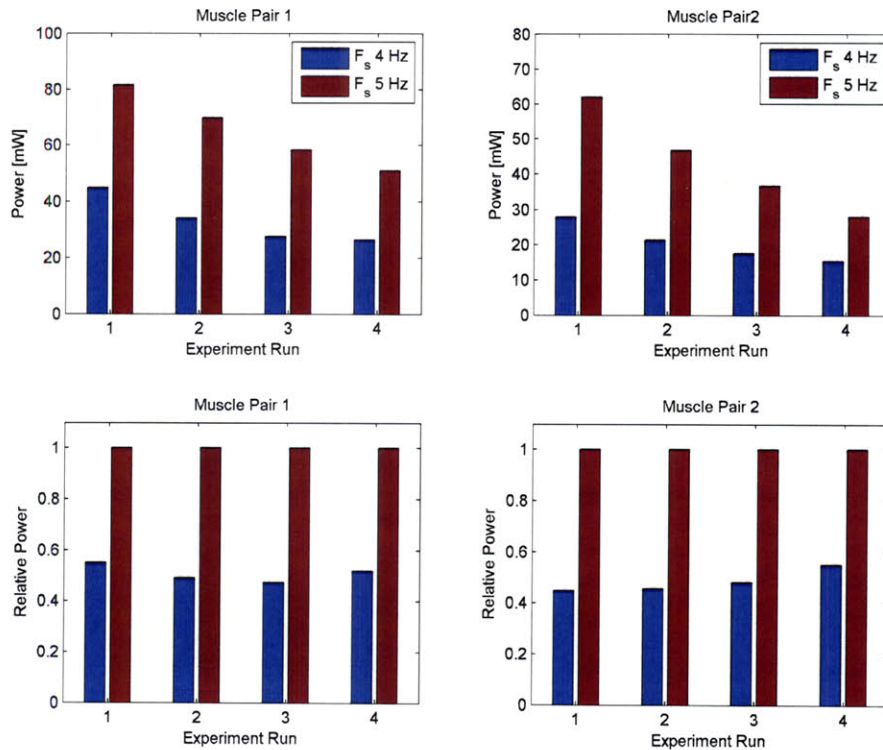 Muscle Pair 1
100
80
60
40
20
0
Power [mW]
F_s 4 Hz
F_s 5 Hz
1 2 3 4
Experiment Run
Muscle Pair2
80
70
60
50
40
30
20
10
0
Power [mW]
F_s 4 Hz
F_s 5 Hz
1 2 3 4
Experiment Run
Muscle Pair 1
1
0.8
0.6
0.4
0.2
0
Relative Power
1 2 3 4
Experiment Run
Muscle Pair 2
1
0.8
0.6
0.4
0.2
0
Relative Power
1 2 3 4
Experiment Run